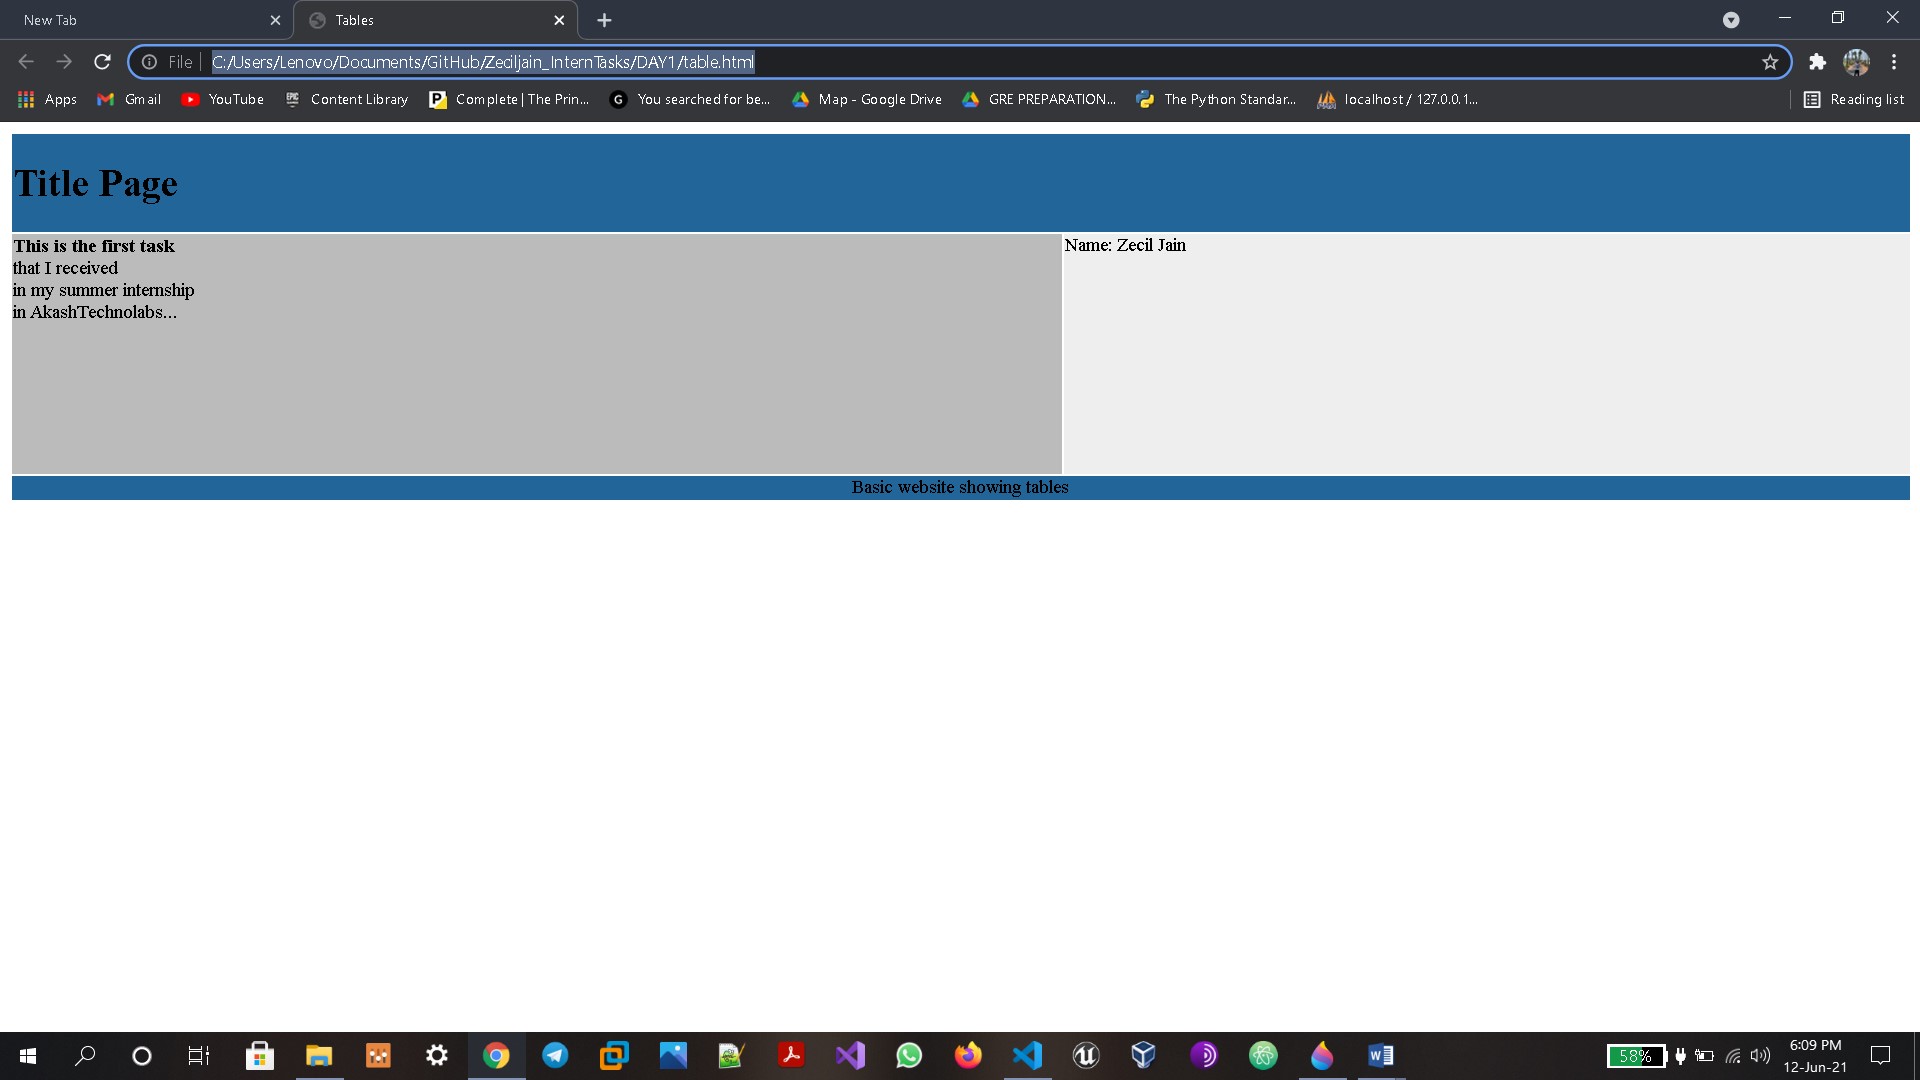 New Tab
Tables
File
C:/Users/Lenovo/Documents/GitHub/Zeciljain_InternTasks/DAY1/table.html
Apps
Gmail
YouTube
EPIC
Content Library
P
Complete | The Prin...
G
You searched for be...
Map - Google Drive
GRE PREPARATION...
The Python Standar...
localhost / 127.0.0.1...
Reading list
Title Page
This is the first task
that I received
in my summer internship
in AkashTechnolabs...
Name: Zecil Jain
Basic website showing tables
58%
6:09 PM
12-Jun-21